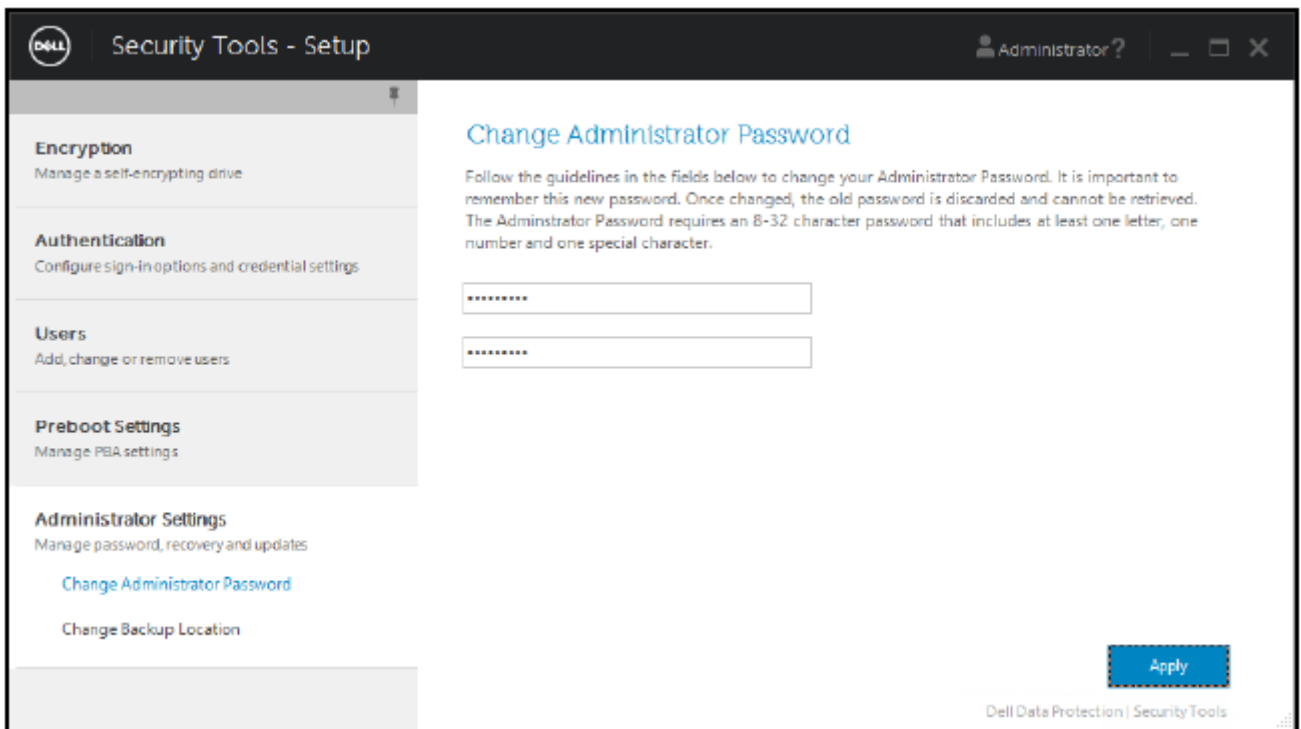 DELL
Security Tools - Setup
Administrator ?
Encryption
Manage a self-encrypting drive
Authentication
Configure sign-in options and credential settings
Users
Add, change or remove users
Preboot Settings
Manage PBA settings
Administrator Settings
Manage password, recovery and updates
Change Administrator Password
Change Backup Location
Change Administrator Password
Follow the guidelines in the fields below to change your Administrator Password. It is important to
remember this new password. Once changed, the old password is discarded and cannot be retrieved.
The Adminstrator Password requires an 8-32 character password that includes at least one letter, one
number and one special character.
•••••••••
•••••••••
Apply
Dell Data Protection | Security Tools